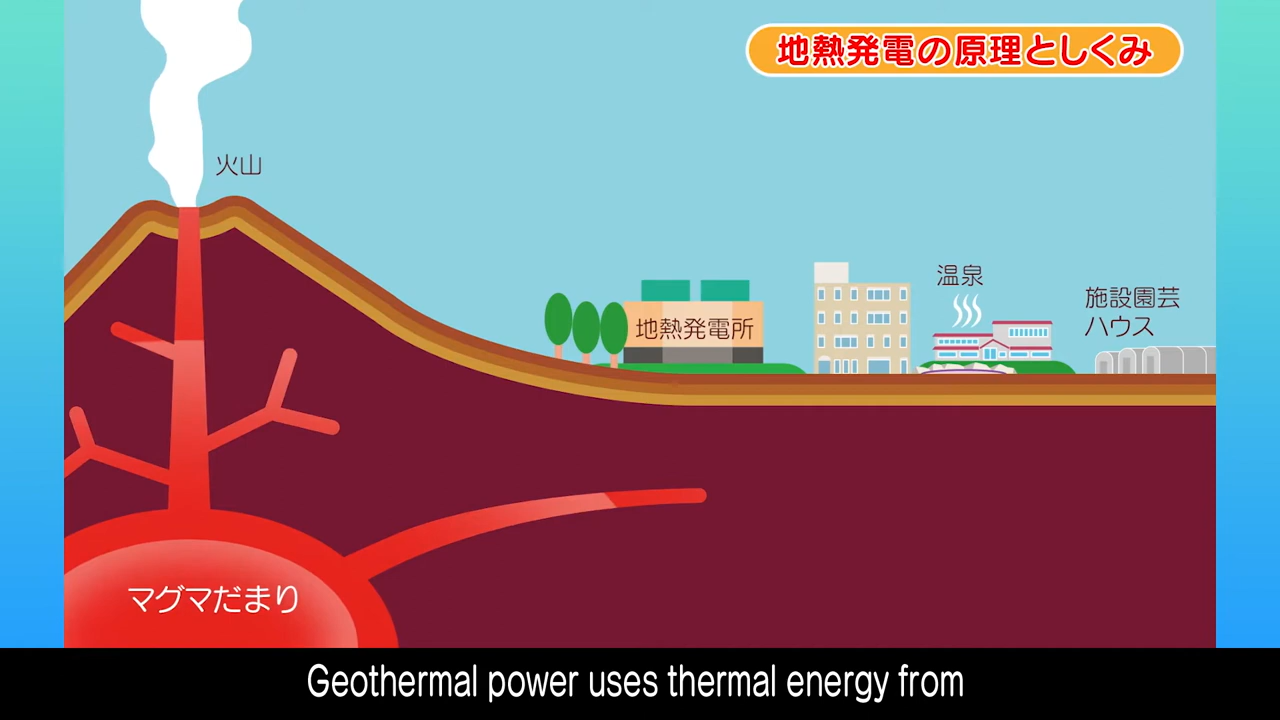 地熱発電の原理としくみ
火山
温泉
施設園芸
ハウス
地熱発電所
マグマだまり
Geothermal power uses thermal energy from